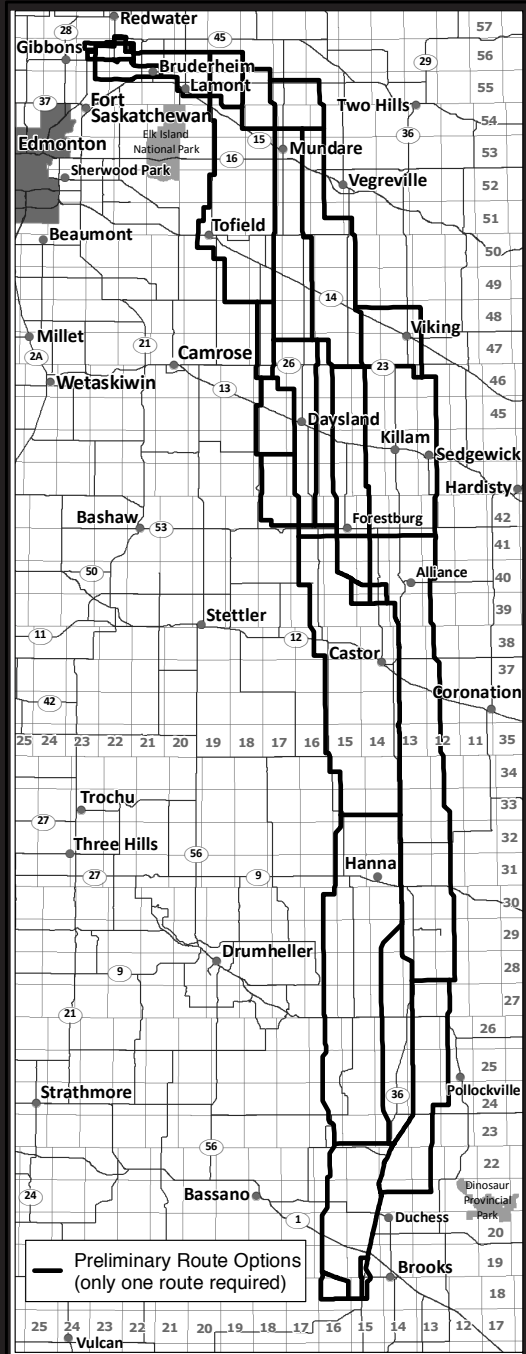 Redwater
57
28
45
Gibbons
56
29
Bruderheim
55
Lamont
37
Fort
Saskatchewan
Two Hills
54
Elk Island
National Park
36
Edmonton
15
Mundare
53
16
Sherwood Park
52
Vegreville
51
Tofield
Beaumont
50
49
14
48
Viking
Millet
21
47
2A
Camrose
26
23
Wetaskiwin
46
13
45
Daysland
Killam
Sedgewick
Hardisty
Bashaw
53
Forestburg
42
41
50
Alliance
40
39
Stettler
11
12
38
Castor
37
Coronation
42
25 24 23 22 21 20 19 18 17 16 15 14 13 12 11 35
34
Trochu
33
27
32
Three Hills
56
Hanna
31
27
9
30
29
Drumheller
28
9
27
21
26
25
Pollockville
24
Strathmore
36
23
56
22
Dinosaur
Provincial
Park
24
Bassano
1
Duchess
20
Preliminary Route Options
(only one route required)
19
Brooks
18
25 24 23 22 21 20 19 18 17 16 15 14 13 12 17
Vulcan